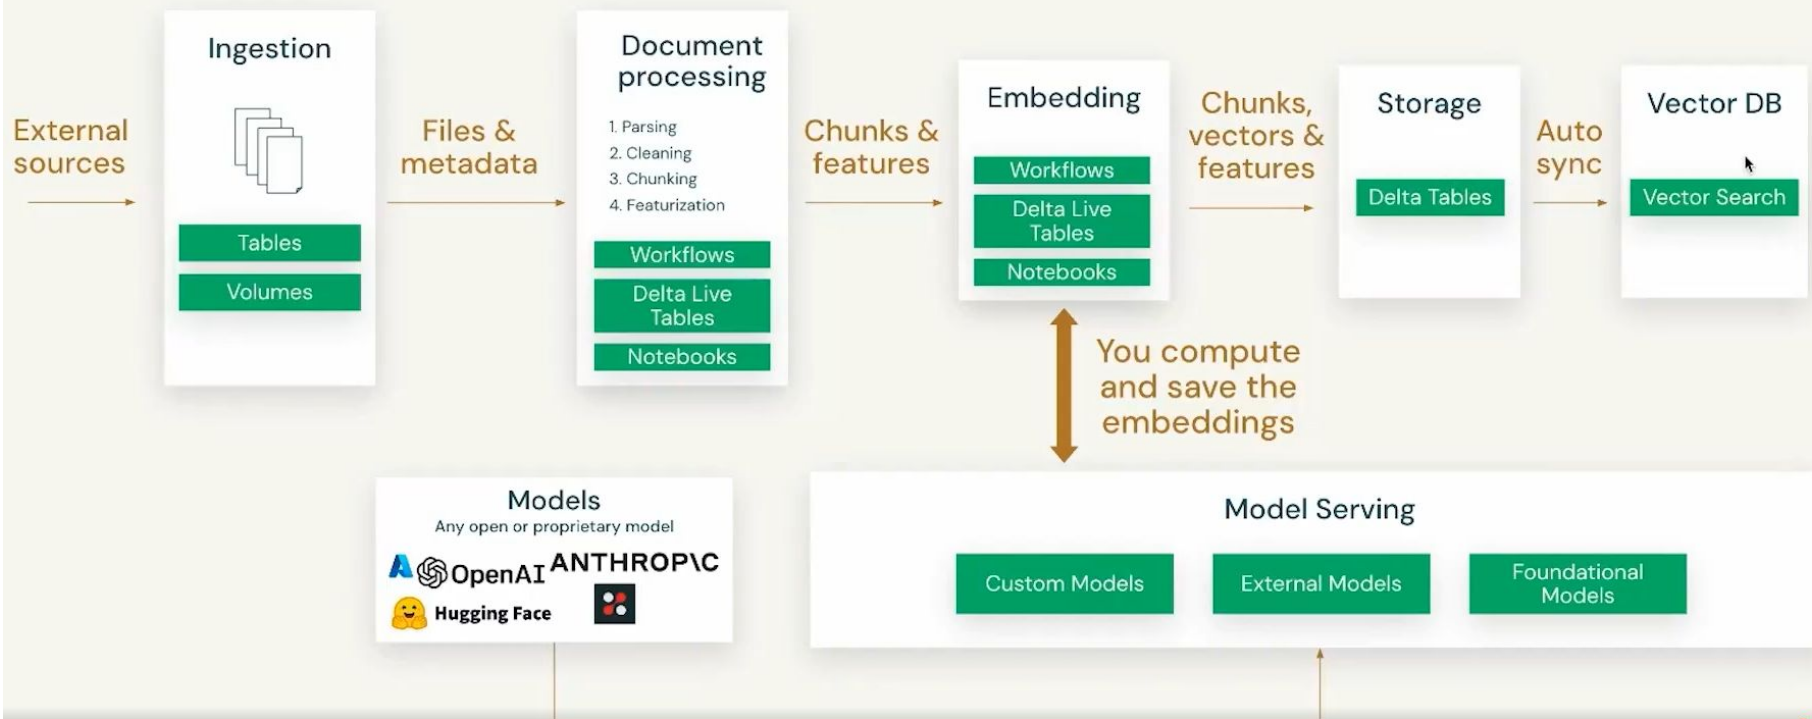 Ingestion
Tables
Volumes
External
sources
Files &
metadata
Document
processing
1. Parsing
2. Cleaning
3. Chunking
4. Featurization
Workflows
Delta Live
Tables
Notebooks
Chunks &
features
Embedding
Workflows
Delta Live
Tables
Notebooks
Chunks,
vectors &
features
Storage
Delta Tables
Auto
sync
Vector DB
Vector Search
You compute
and save the
embeddings
Models
Any open or proprietary model
OpenAI
ANTHROP\C
Hugging Face
Model Serving
Custom Models
External Models
Foundational
Models